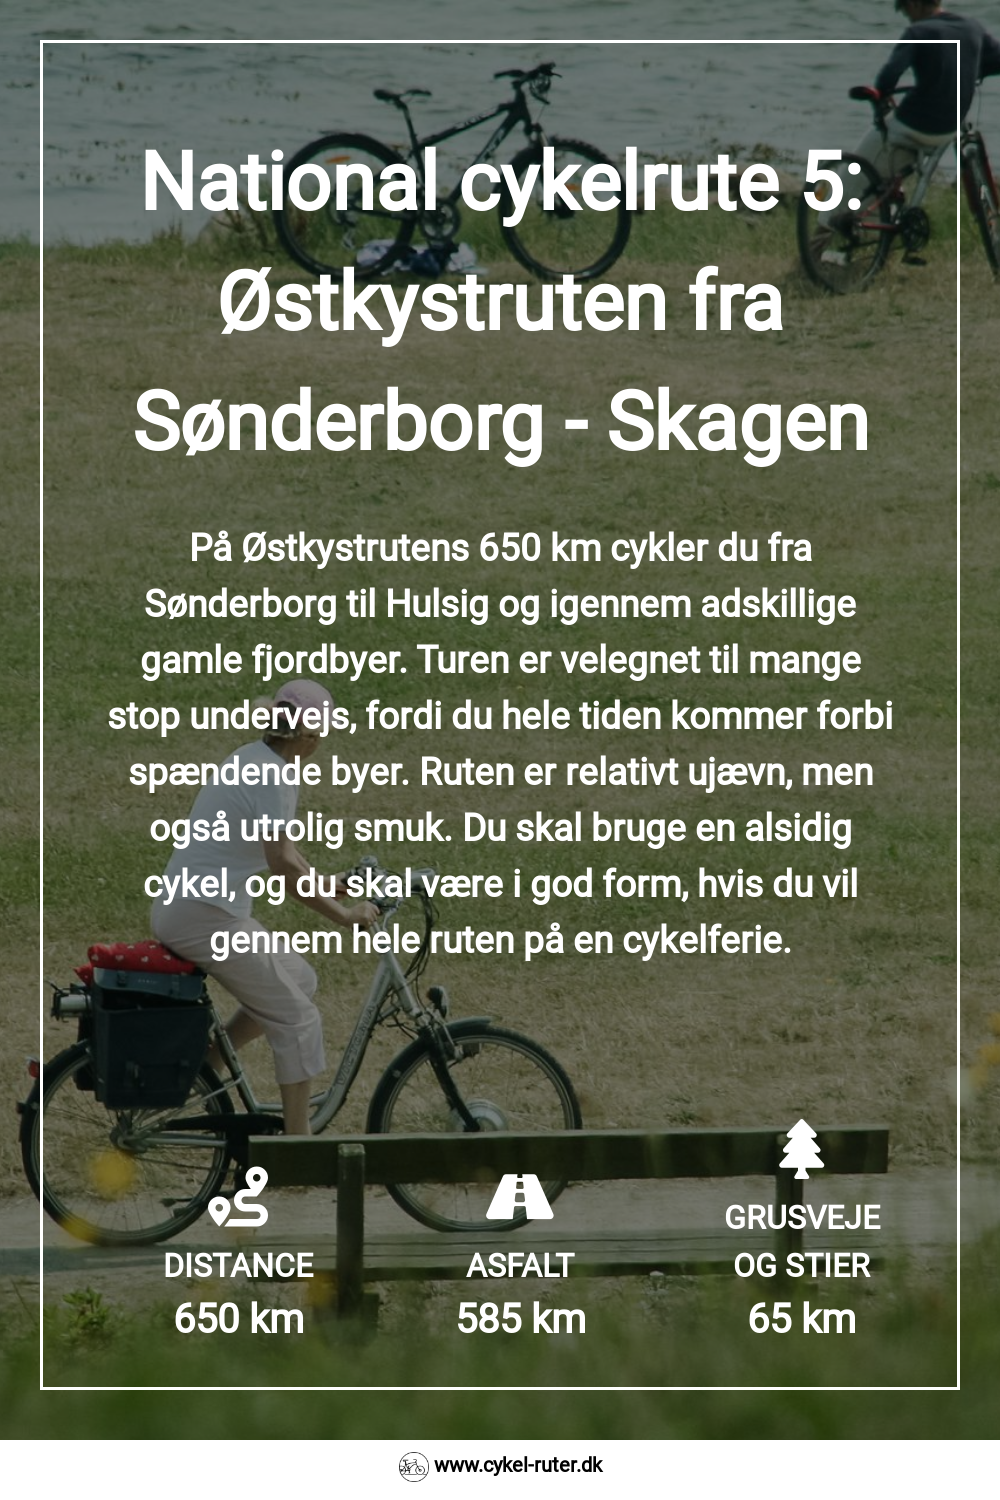 National cykelrute 5:
Østkystruten fra
Sønderborg - Skagen
På Østkystrutens 650 km cykler du fra
Sønderborg til Hulsig og igennem adskillige
gamle fjordbyer. Turen er velegnet til mange
stop undervejs, fordi du hele tiden kommer forbi
spændende byer. Ruten er relativt ujævn, men
også utrolig smuk. Du skal bruge en alsidig
cykel, og du skal være i god form, hvis du vil
gennem hele ruten på en cykelferie.
DISTANCE
650 km
ASFALT
585 km
GRUSVEJE
OG STIER
65 km
www.cykel-ruter.dk